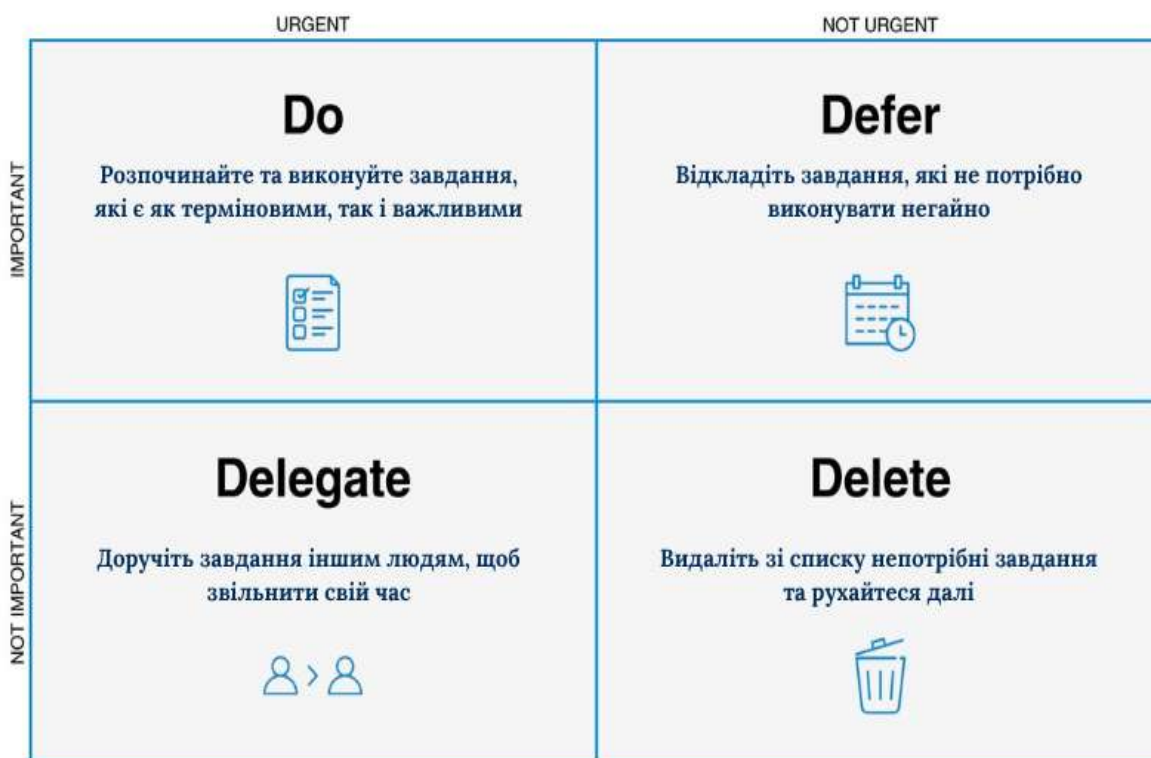 URGENT
NOT URGENT
IMPORTANT
Do
Розпочинайте та виконуйте завдання,
які є як терміновими, так і важливими
Defer
Відкладіть завдання, які не потрібно
виконувати негайно
NOT IMPORTANT
Delegate
Доручіть завдання іншим людям, щоб
звільнити свій час
Delete
Видаліть зі списку непотрібні завдання
та рухайтеся далі